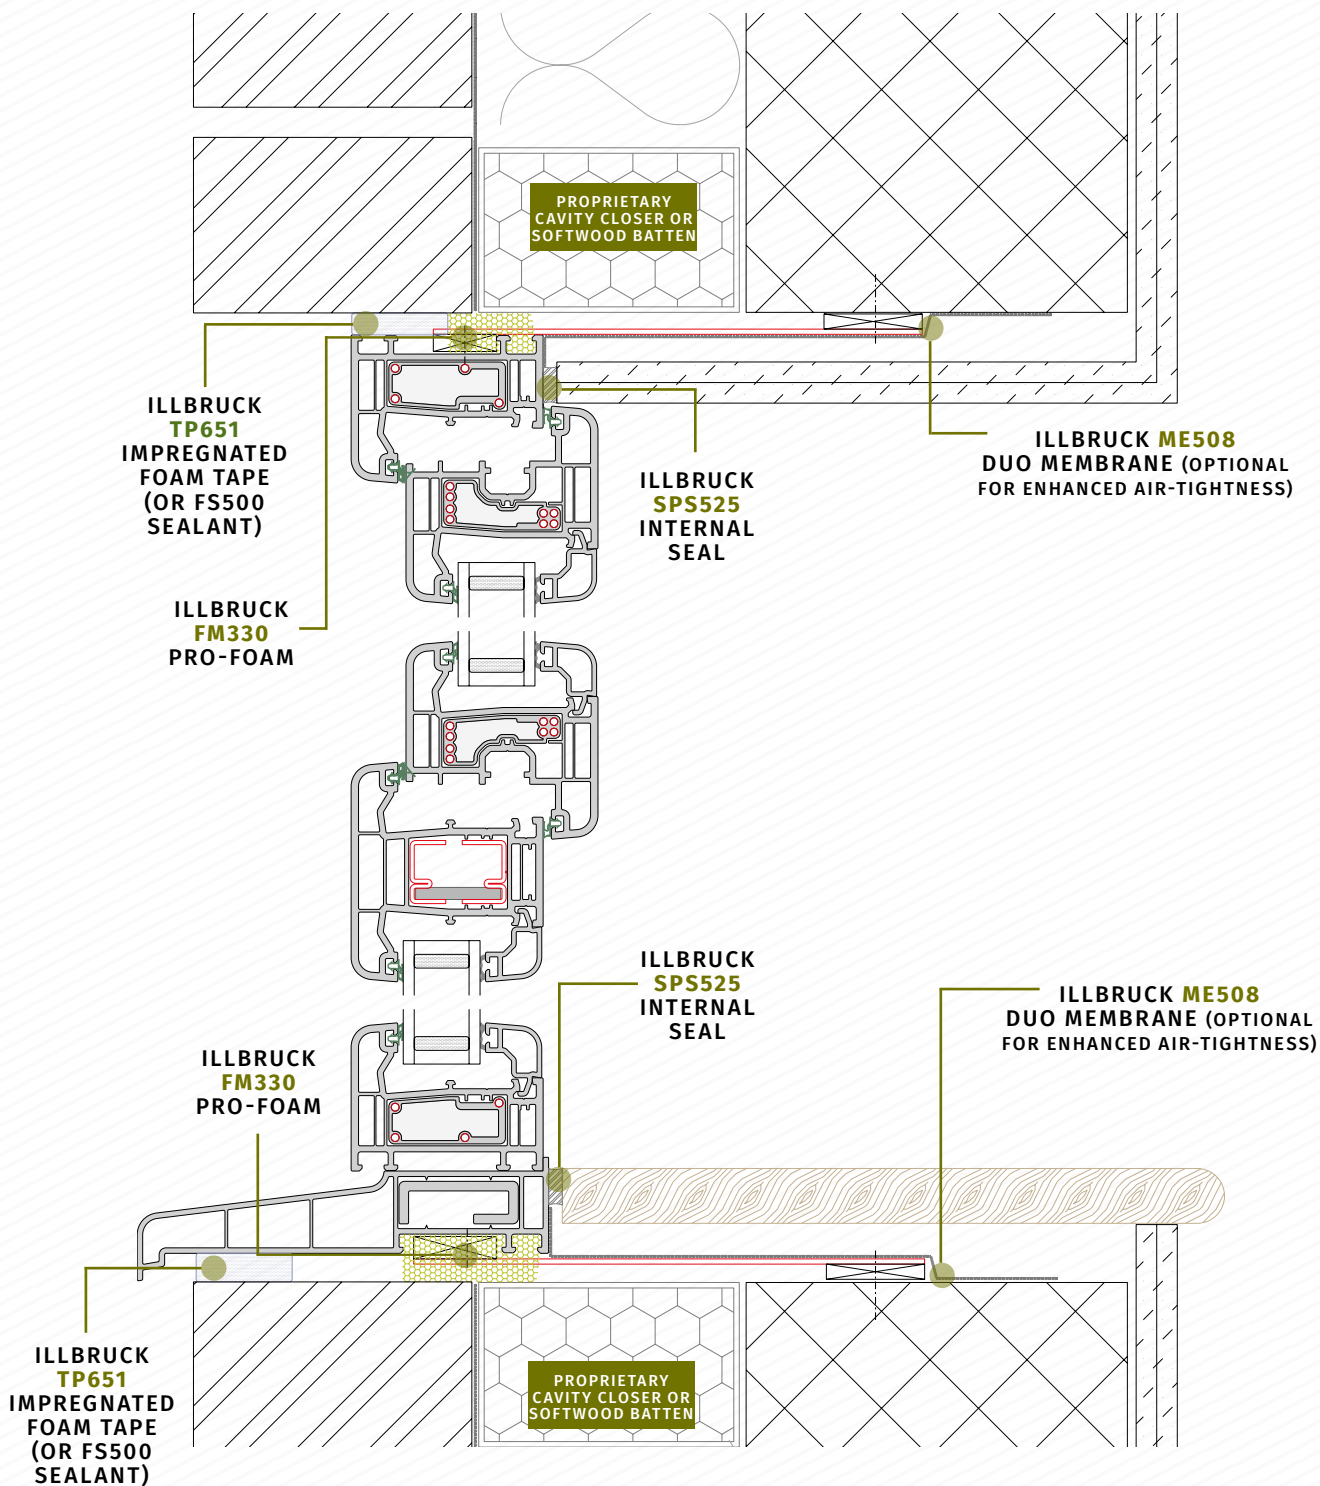 PROPRIETARY
CAVITY CLOSER OR
SOFTWOOD BATTEN
ILLBRUCK
TP651
IMPREGNATED
FOAM TAPE
(OR FS500
SEALANT)
ILLBRUCK
SPS525
INTERNAL
SEAL
ILLBRUCK ME508
DUO MEMBRANE (OPTIONAL
FOR ENHANCED AIR-TIGHTNESS)
ILLBRUCK
FM330
PRO-FOAM
ILLBRUCK
SPS525
INTERNAL
SEAL
ILLBRUCK ME508
DUO MEMBRANE (OPTIONAL
FOR ENHANCED AIR-TIGHTNESS)
ILLBRUCK
FM330
PRO-FOAM
ILLBRUCK
TP651
IMPREGNATED
FOAM TAPE
(OR FS500
SEALANT)
PROPRIETARY
CAVITY CLOSER OR
SOFTWOOD BATTEN